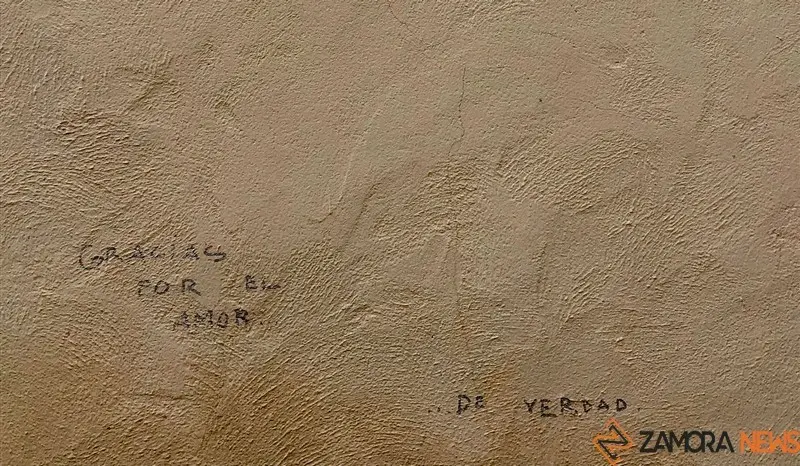 GRACIAS
POR EL
AMOR...
...DE VERDAD.
ZAMORA NEWS